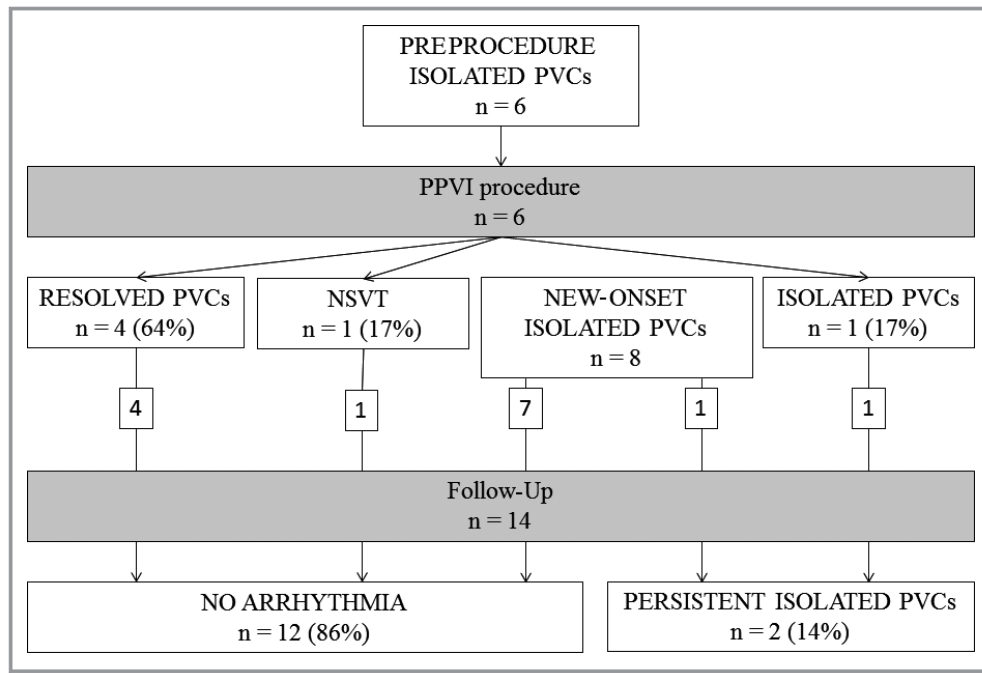 PREPROCEDURE
ISOLATED PVCs
n = 6
PPVI procedure
n = 6
RESOLVED PVCs
n = 4 (64%)
NSVT
n = 1 (17%)
NEW-ONSET
ISOLATED PVCs
n = 8
ISOLATED PVCs
n = 1 (17%)
4
1
7
1
1
Follow-Up
n = 14
NO ARRHYTHMIA
n = 12 (86%)
PERSISTENT ISOLATED PVCs
n = 2 (14%)